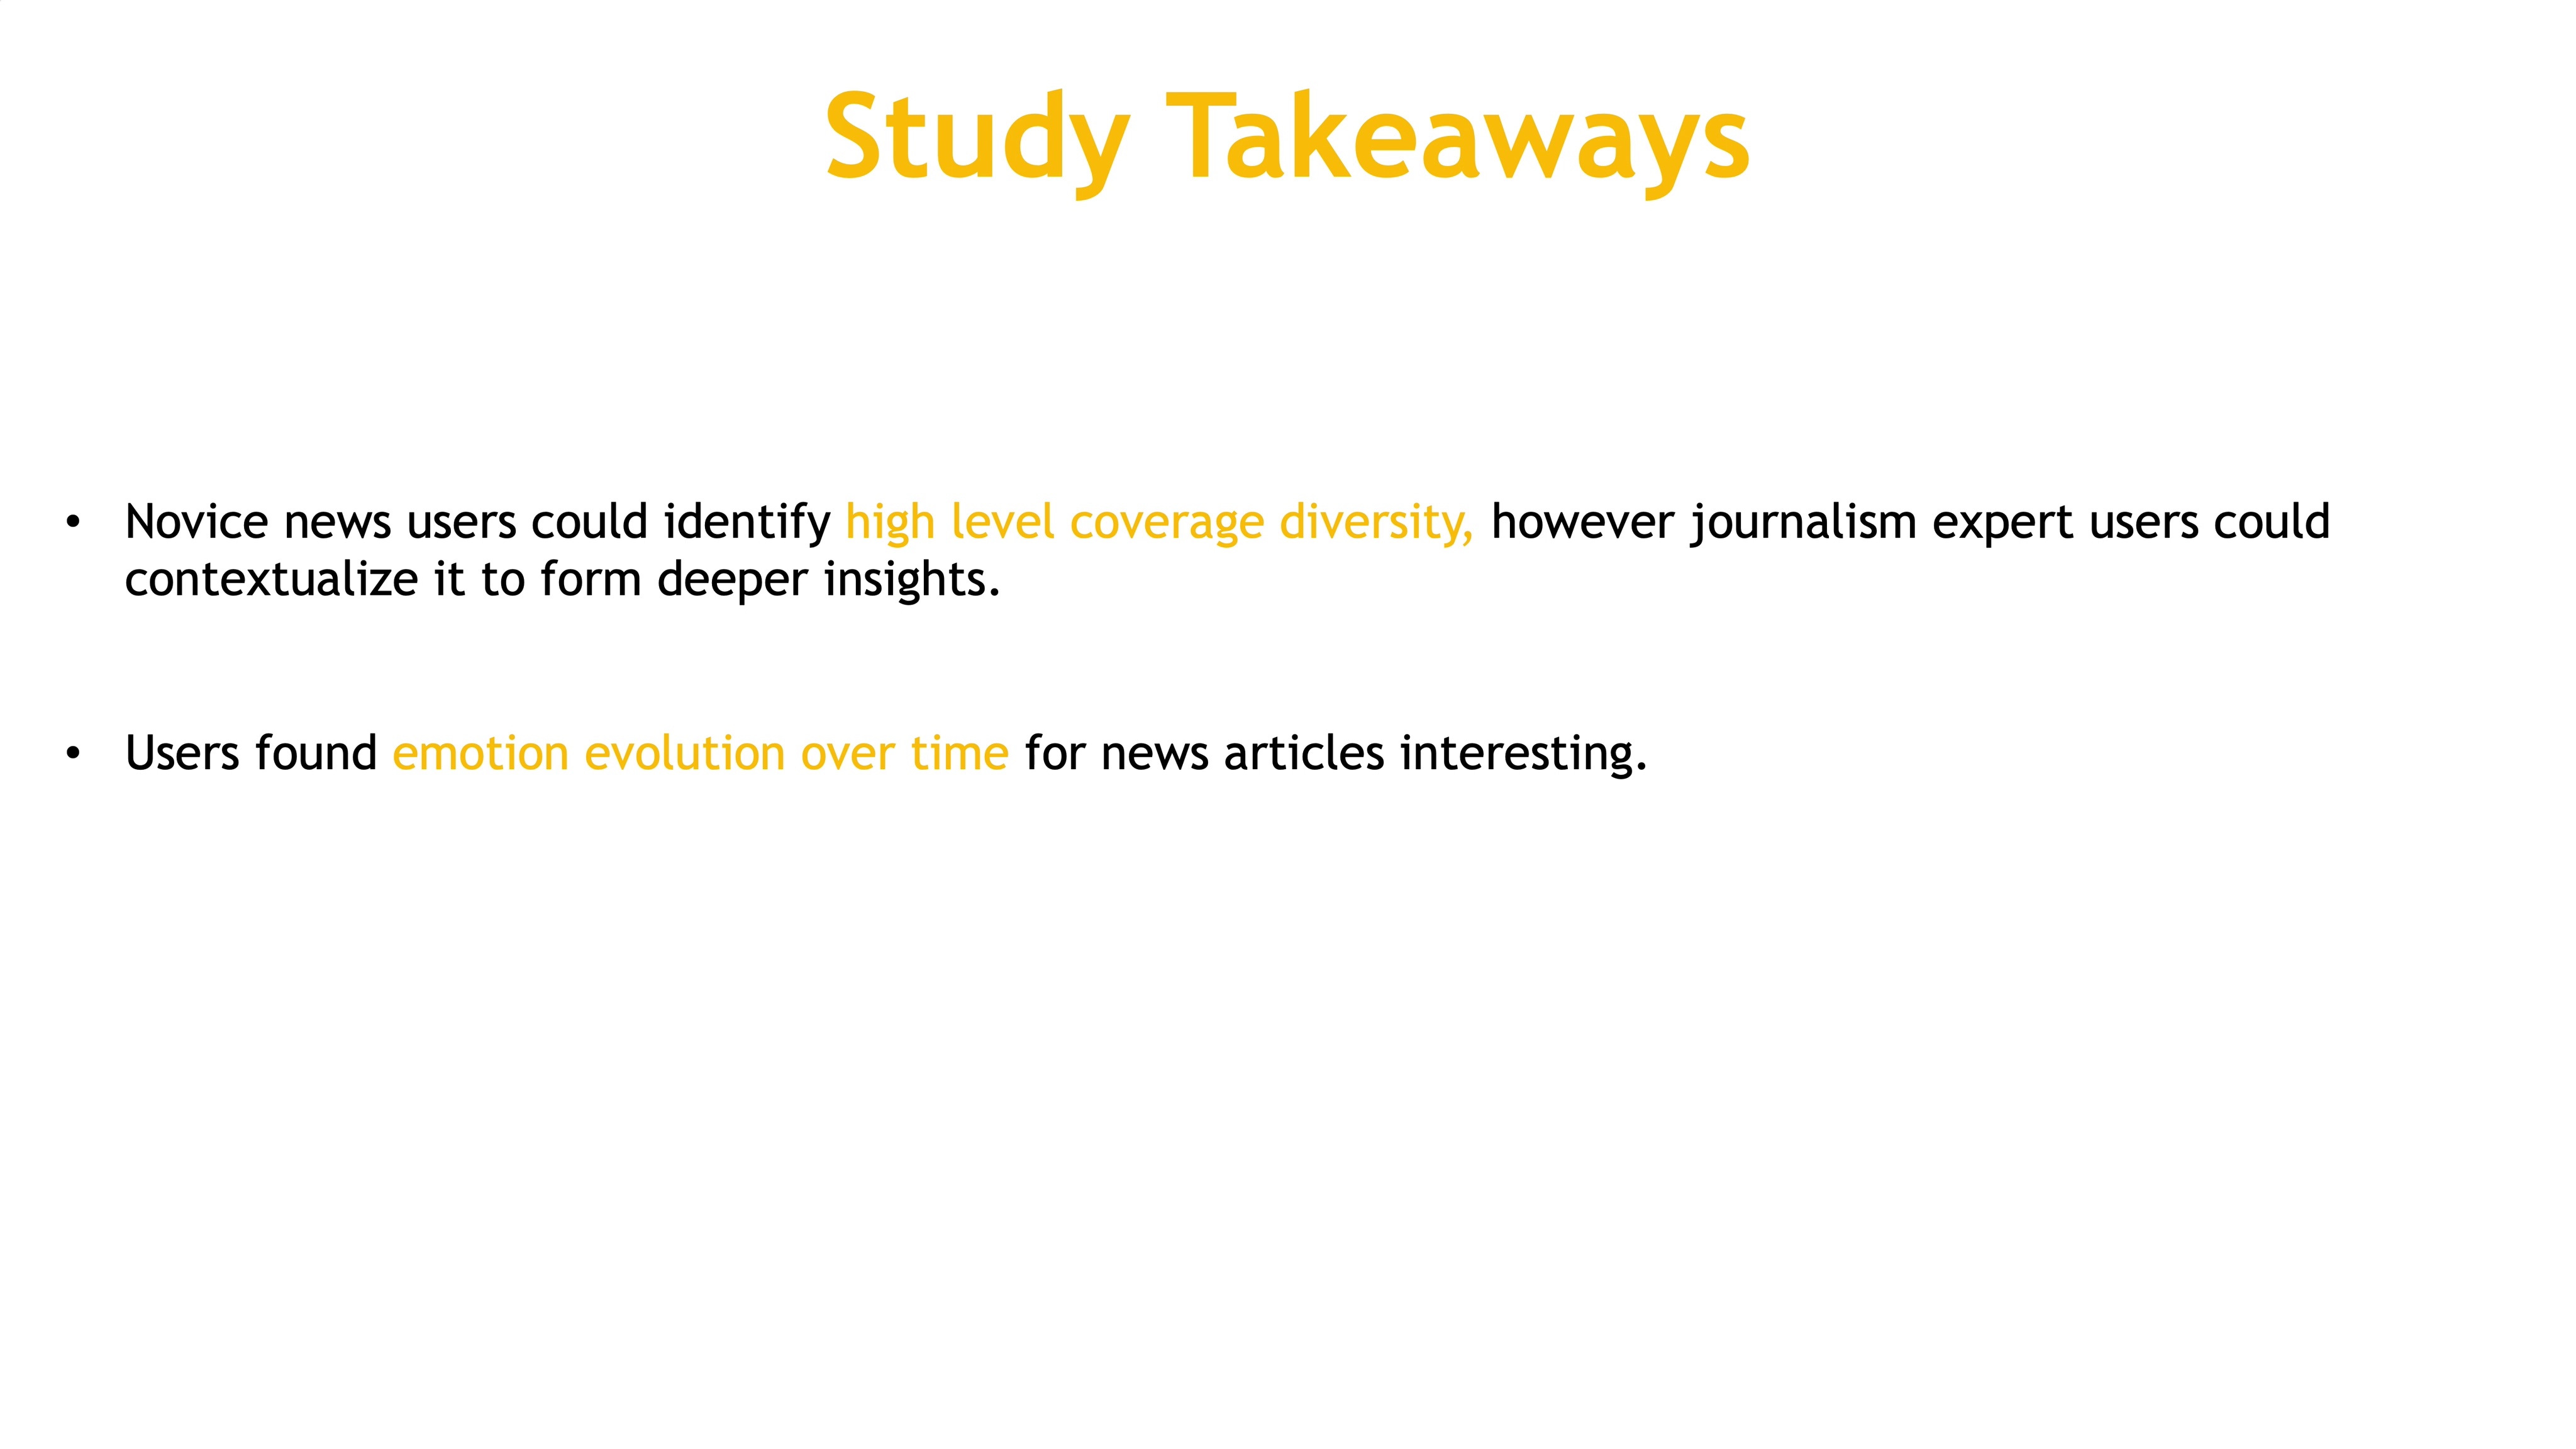 Study Takeaways
• Novice news users could identify high level coverage diversity, however journalism expert users could
contextualize it to form deeper insights.
• Users found emotion evolution over time for news articles interesting.